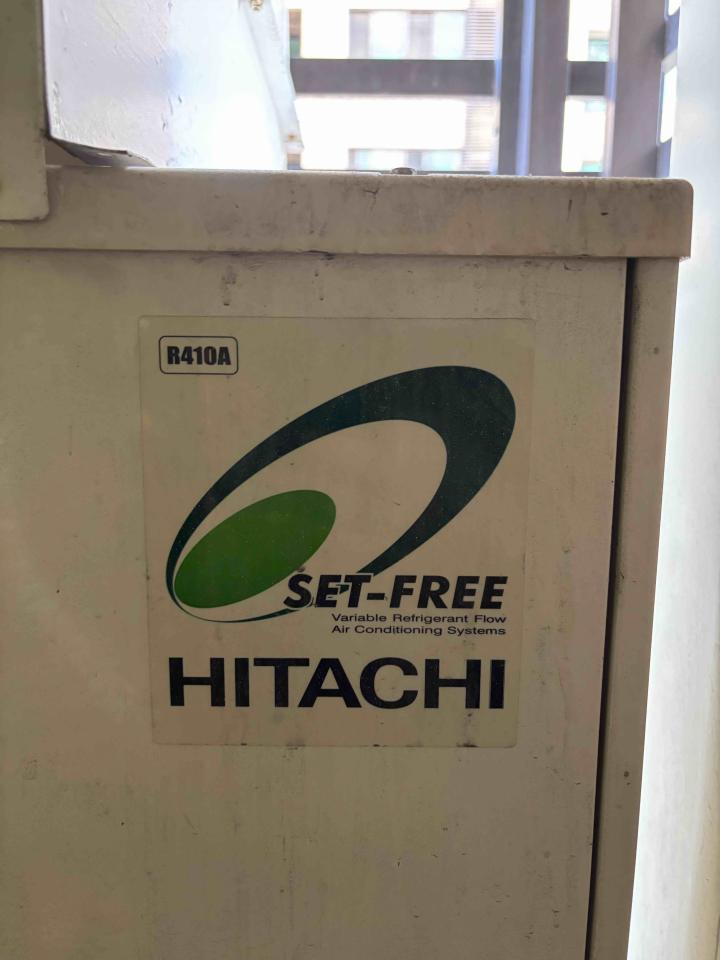 R410A
SET-FREE
Variable Refrigerant Flow
Air Conditioning Systems
HITACHI